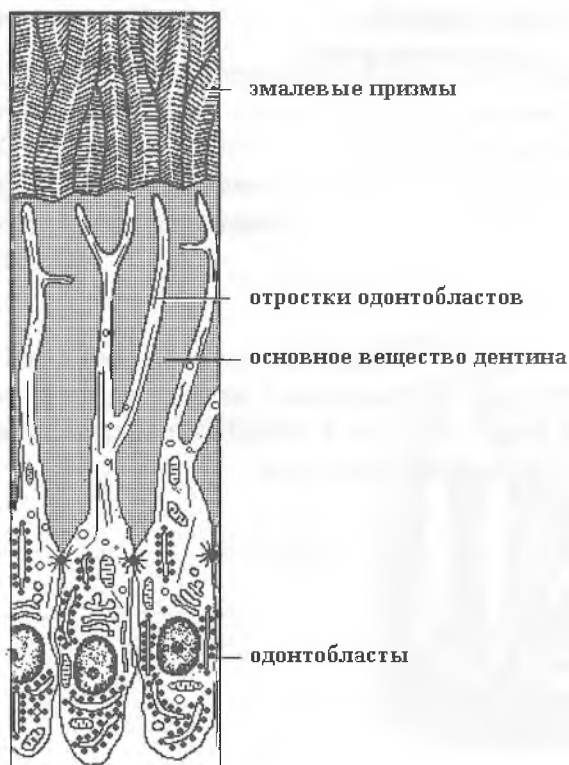 эмалевые призмы
отростки одонтобластов
основное вещество дентина
одонтобласты